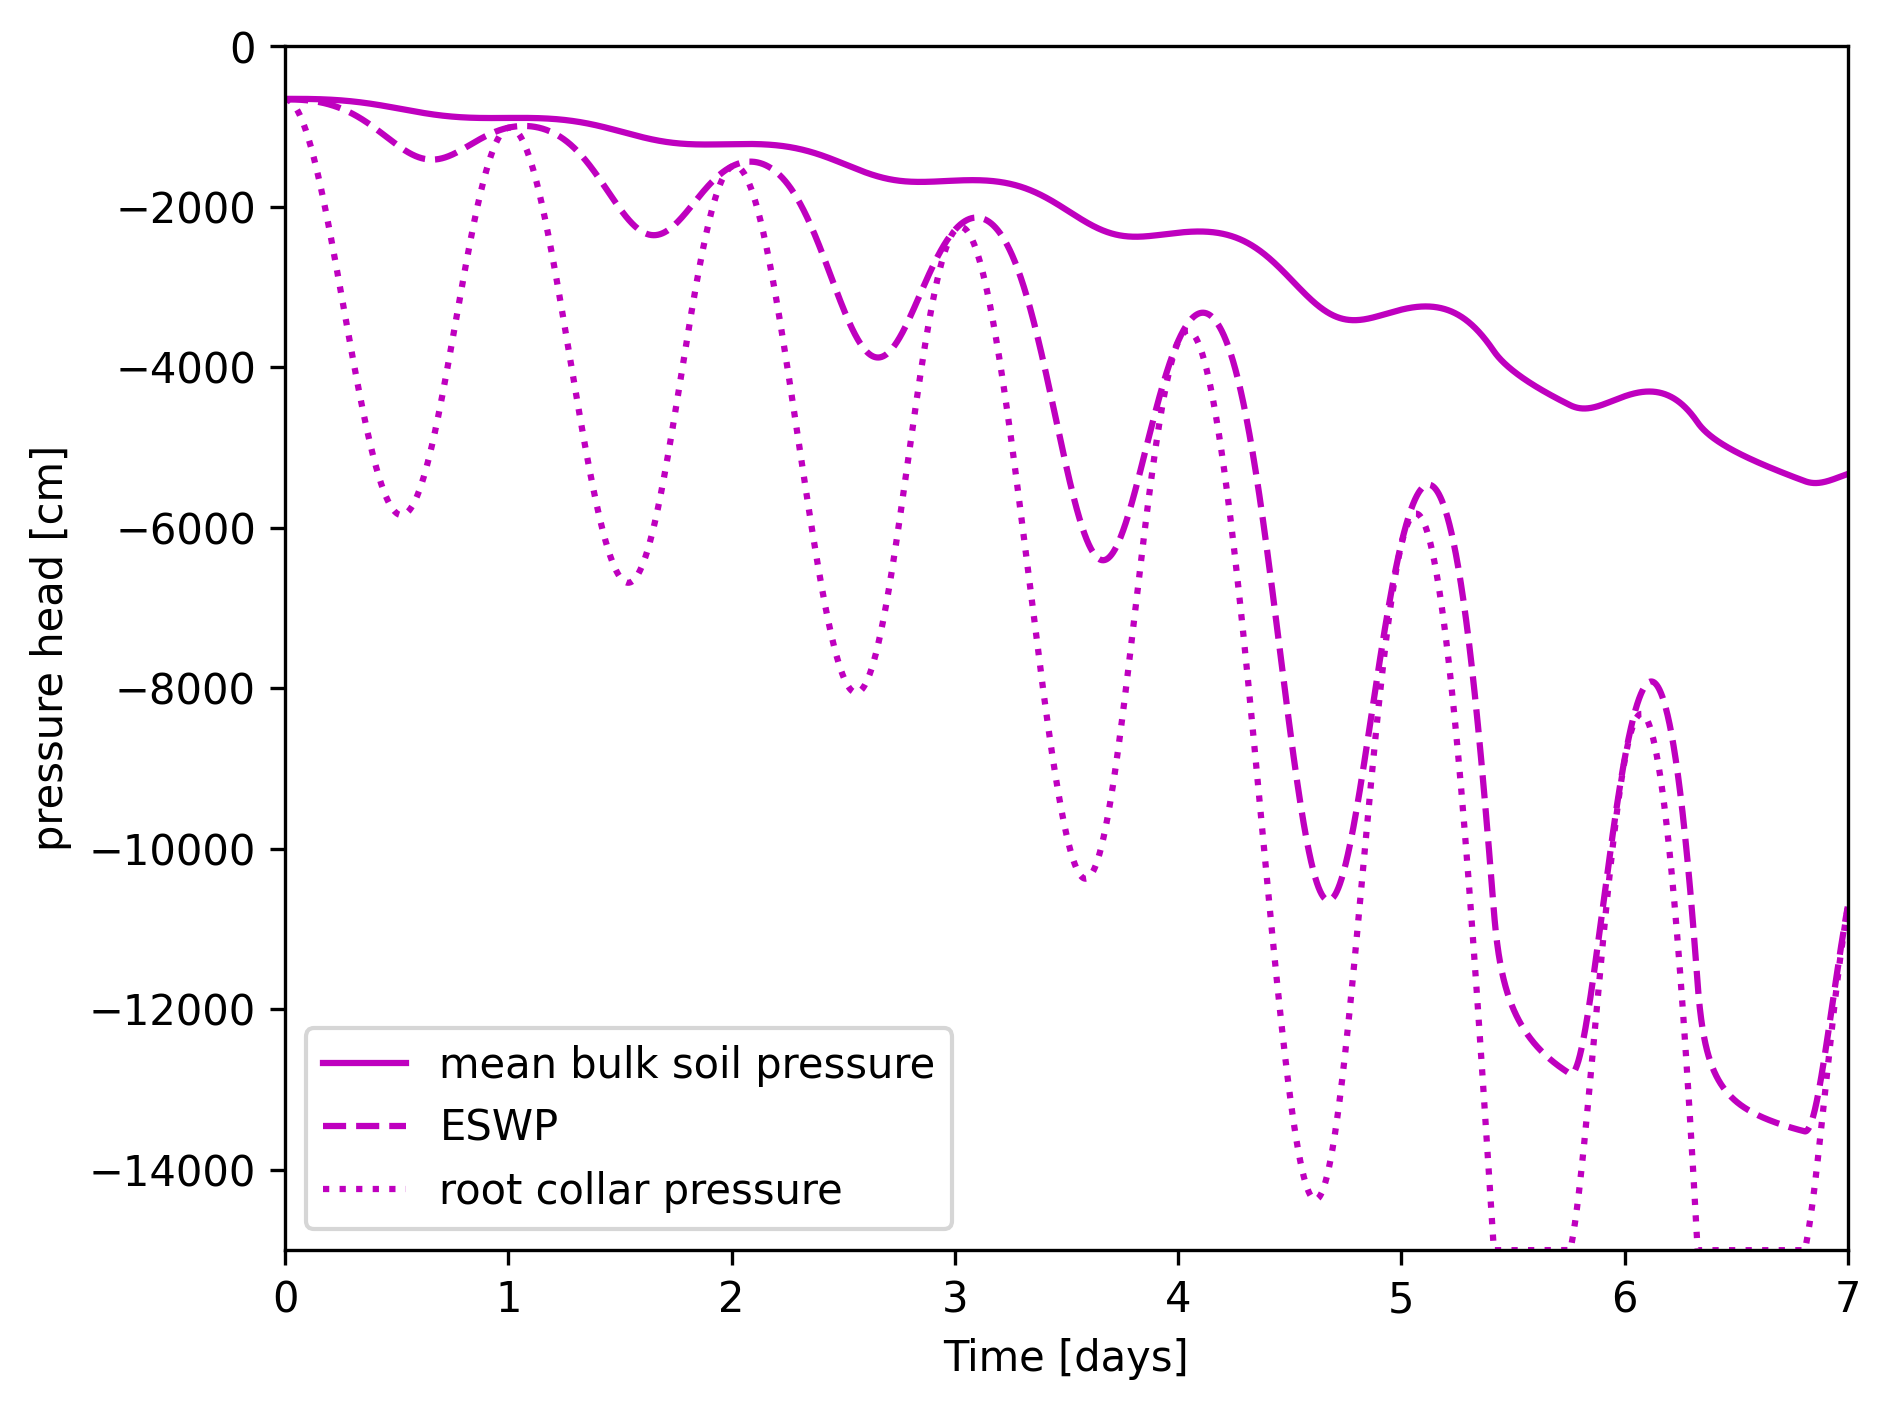 0
−2000
−4000
−6000
−8000
−10000
−12000
−14000
pressure head [cm]
mean bulk soil pressure
ESWP
root collar pressure
0 1 2 3 4 5 6 7
Time [days]